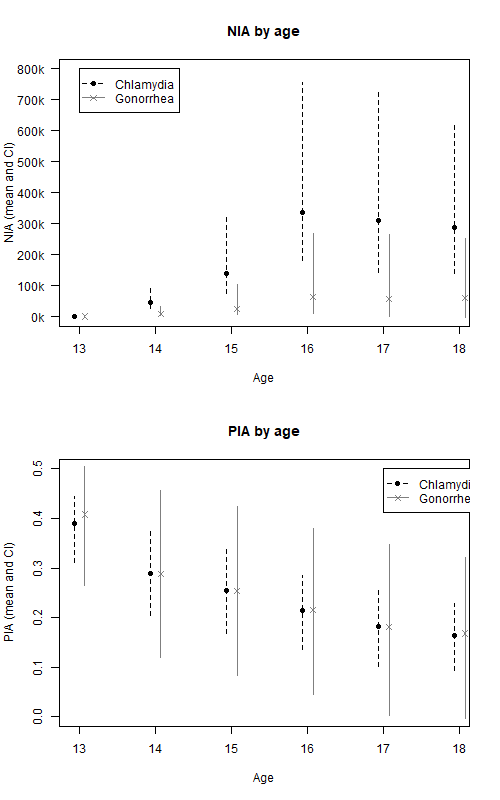 NIA by age
800k
700k
600k
500k
400k
300k
200k
100k
0k
NIA (mean and CI)
Chlamydia
Gonorrhea
13 14 15 16 17 18
Age
PIA by age
0.5
0.4
0.3
0.2
0.1
0.0
PIA (mean and CI)
Chlamydi
Gonorrhe
13 14 15 16 17 18
Age